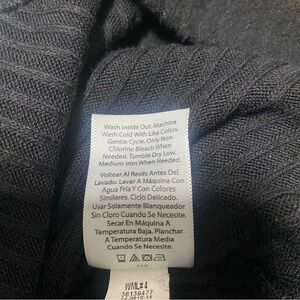 Wash Inside Out. Machine
Wash Cold With Like Colors.
Gentle Cycle. Only Non-
Chlorine Bleach When
Needed. Tumble Dry Low.
Medium Iron When Needed.
Voltear Al Revés Antes Del
Lavado. Lavar A Máquina Con
Agua Fría Y Con Colores
Similares. Ciclo Delicado.
Usar Solamente Blanqueador
Sin Cloro Cuando Se Necesite.
Secar En Máquina A
Temperatura Baja. Planchar
A Temperatura Media
Cuando Se Necesite.
WML#4
36139477